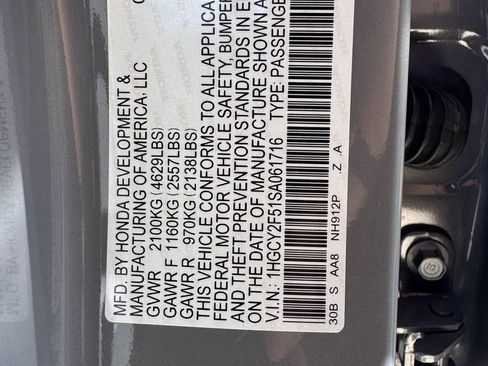 MFD. BY HONDA DEVELOPMENT &
MANUFACTURING OF AMERICA, LLC
GVWR 2100KG (4629LBS)
GAWR F 1160KG (2557LBS)
GAWR R 970KG (2138LBS)
THIS VEHICLE CONFORMS TO ALL APPLICA
FEDERAL MOTOR VEHICLE SAFETY, BUMPER
AND THEFT PREVENTION STANDARDS IN E
ON THE DATE OF MANUFACTURE SHOWN A
V.I.N.: 1HGCY2F51SA061716 TYPE: PASSENGE
30B S AA8 NH912P .Z .A